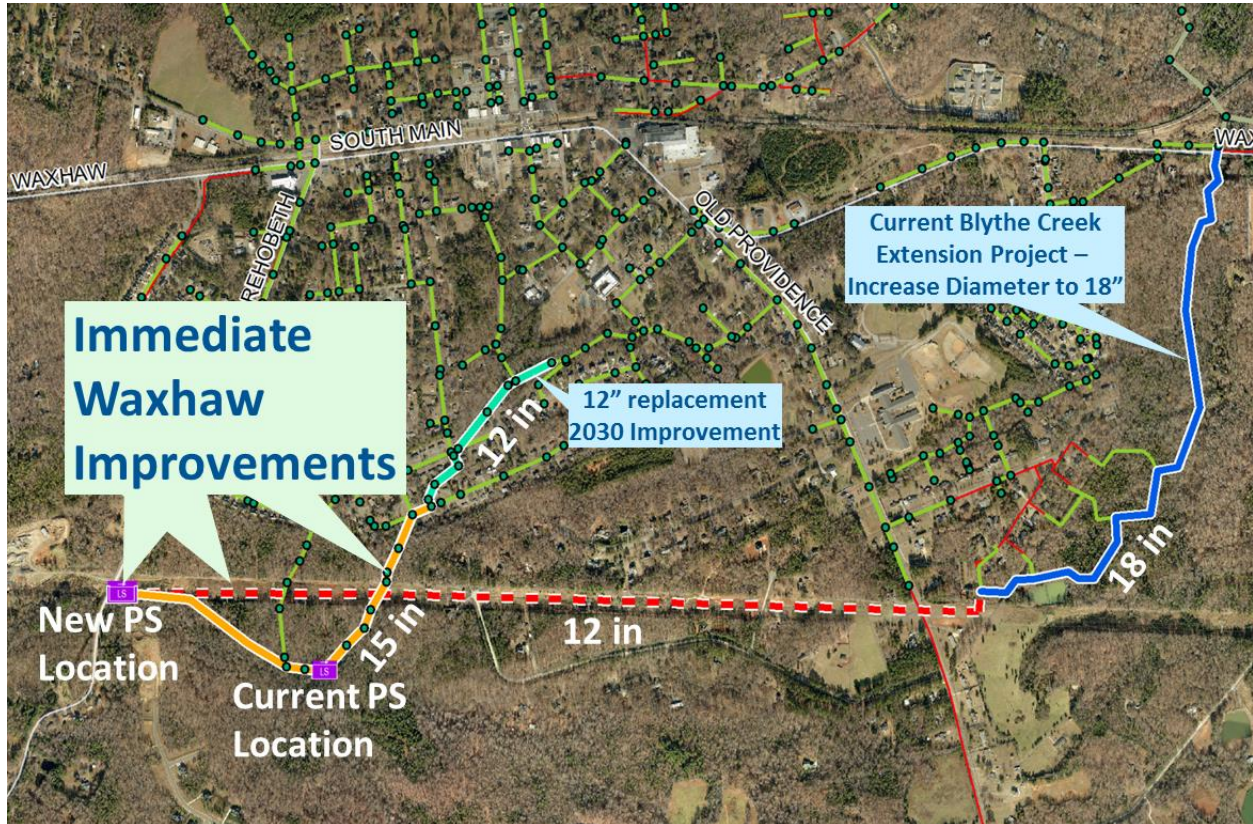 SOUTH MAIN
WAXHAW
WAX
REHOBETH
OLD PROVIDENCE
Current Blythe Creek
Extension Project –
Increase Diameter to 18”
Immediate
Waxhaw
Improvements
12 in
12” replacement
2030 Improvement
18 in
LS
New PS
Location
15 in
12 in
LS
Current PS
Location